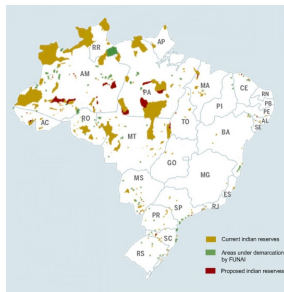 RR
AP
AM
PA
MA
CE
RN
PB
PE
AL
SE
PI
AC
RO
TO
BA
MT
GO
MG
MS
ES
SP
RJ
PR
SC
RS
Current indian reserves
Areas under demarcation
by FUNAI
Proposed indian reserves